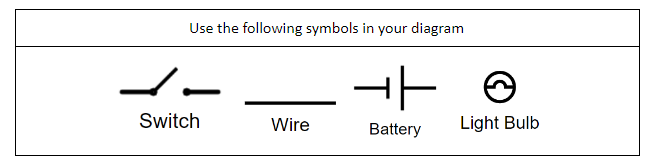 Use the following symbols in your diagram
Switch
Wire
Battery
Light Bulb